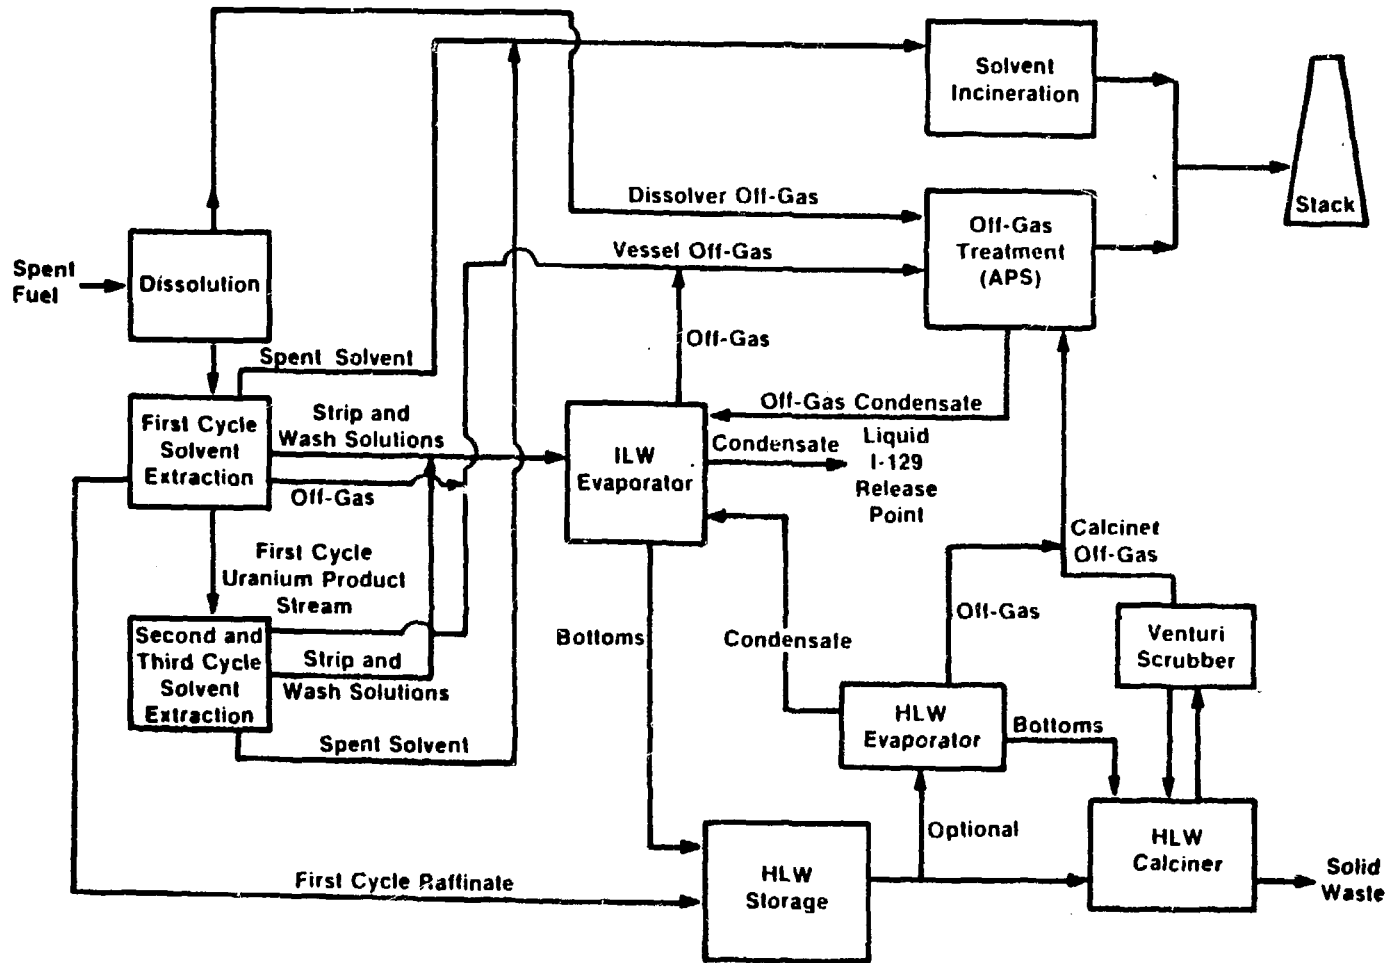 Solvent
Incineration
Stack
Dissolver Off-Gas
Off-Gas
Treatment
(APS)
Vessel Off-Gas
Spent
Fuel
Dissolution
Off-Gas
Spent Solvent
First Cycle
Solvent
Extraction
Strip and
Wash Solutions
Off-Gas
ILW
Evaporator
Off-Gas Condensate
Condensate
Liquid
I-129
Release
Point
Calcinet
Off-Gas
First Cycle
Uranium Product
Stream
Second and
Third Cycle
Solvent
Extraction
Strip and
Wash Solutions
Spent Solvent
Bottoms
Condensate
Off-Gas
Venturi
Scrubber
HLW
Evaporator
Bottoms
Optional
HLW
Calciner
Solid
Waste
First Cycle Raffinate
HLW
Storage